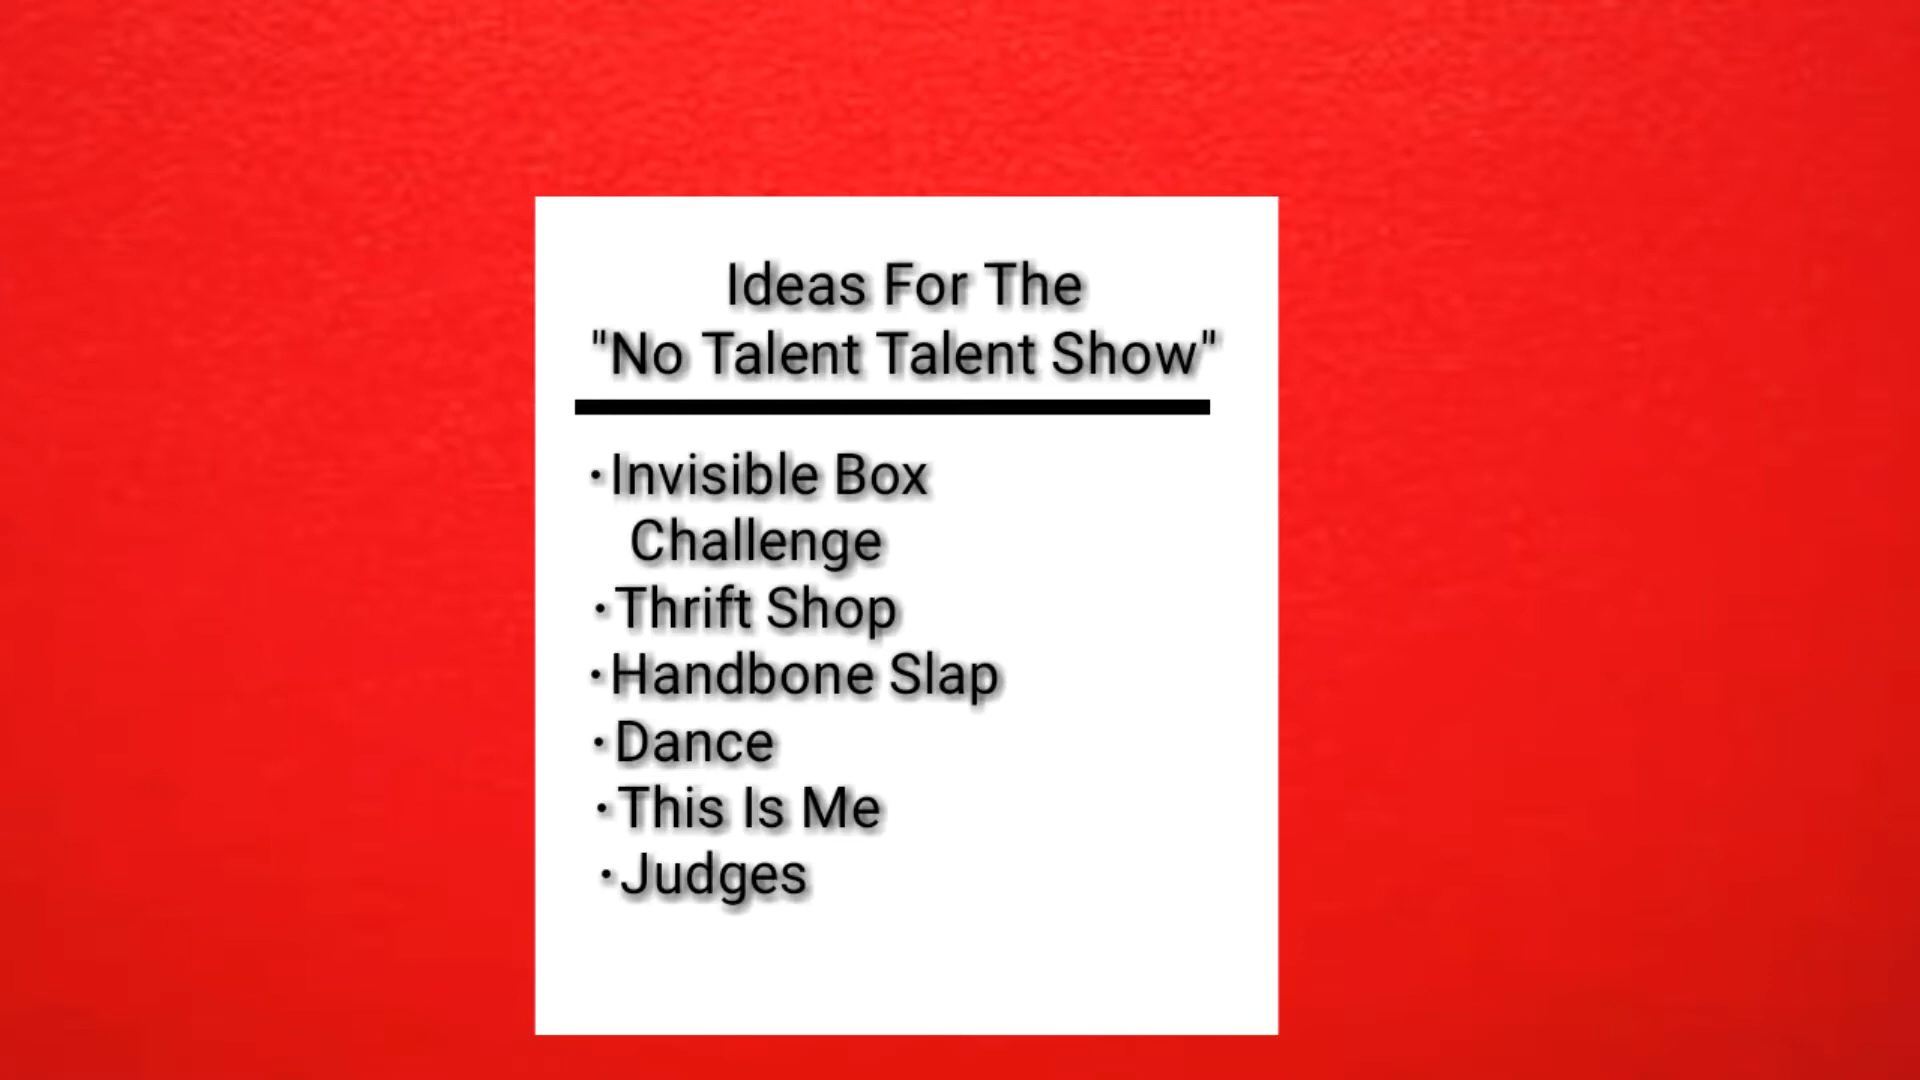 Ideas For The
"No Talent Talent Show"
·Invisible Box
Challenge
·Thrift Shop
·Handbone Slap
·Dance
·This Is Me
·Judges